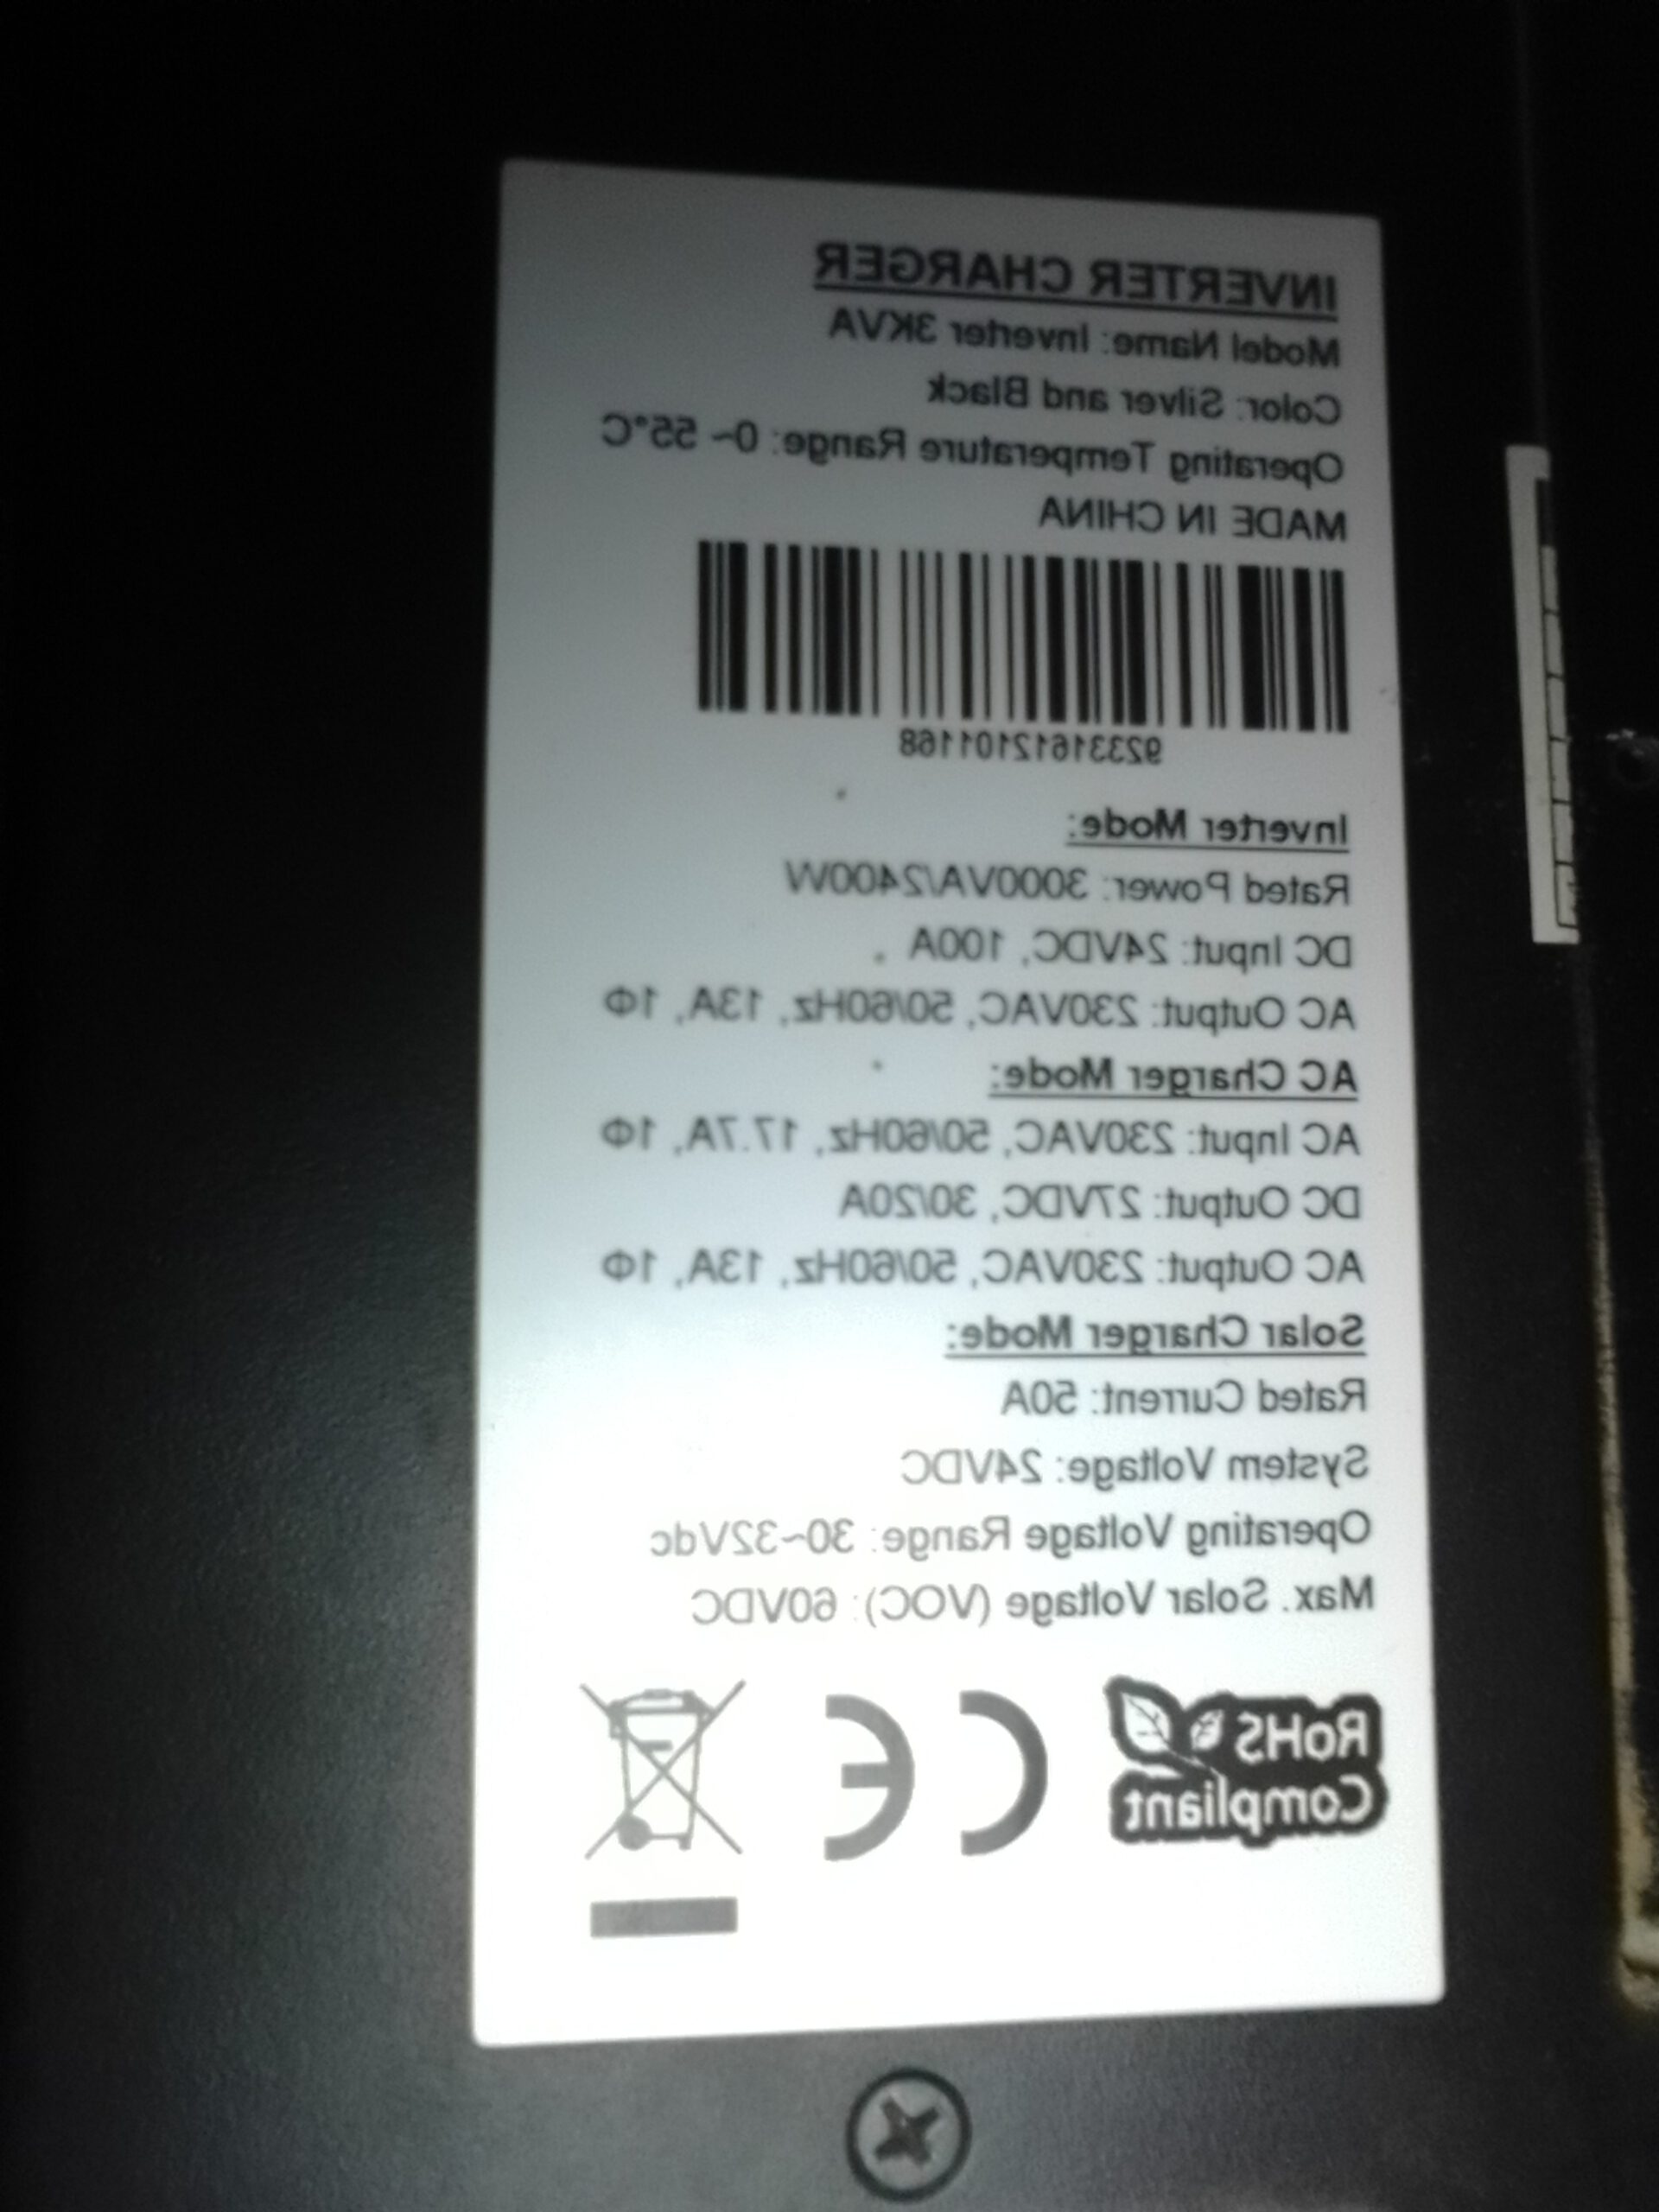 INVERTER CHARGER
Model Name: Inverter 3KVA
Color: Silver and Black
Operating Temperature Range: 0~ 55°C
MADE IN CHINA
92331612101168
Inverter Mode:
Rated Power: 3000VA/2400W
DC Input: 24VDC, 100A
AC Output: 230VAC, 50/60Hz, 13A, 1Φ
AC Charger Mode:
AC Input: 230VAC, 50/60Hz, 17.7A, 1Φ
DC Output: 27VDC, 30/20A
AC Output: 230VAC, 50/60Hz, 13A, 1Φ
Solar Charger Mode:
Rated Current: 50A
System Voltage: 24VDC
Operating Voltage Range: 30~32Vdc
Max. Solar Voltage (VOC): 60VDC
RoHS
Compliant
CE